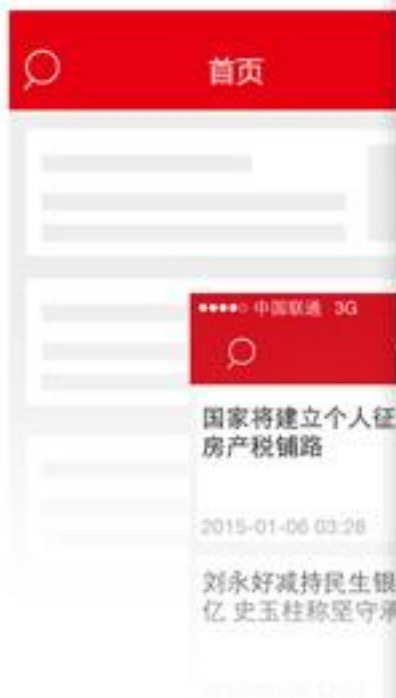 首页
中国联通 3G
国家将建立个人征
房产税铺路
2015-01-06 03:28
刘永好减持民生银
亿 史玉柱称坚守